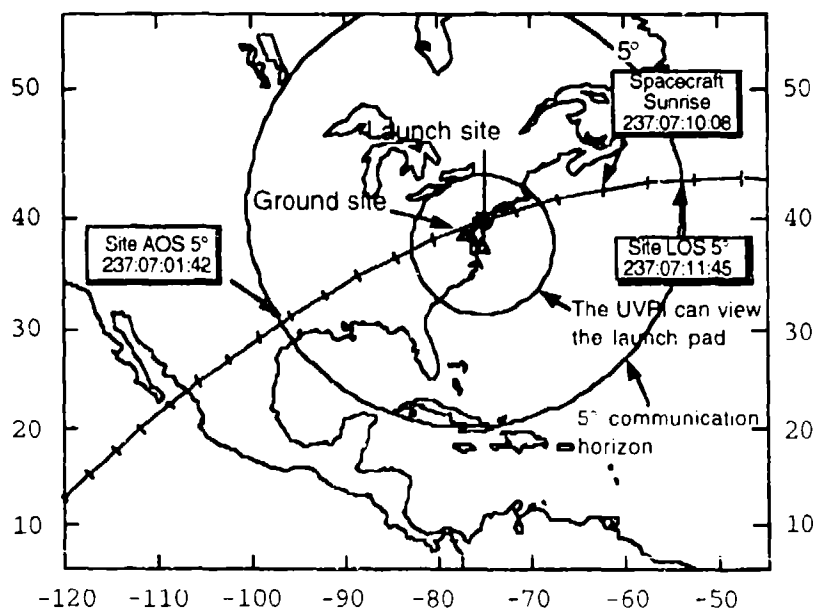 5°
Spacecraft
Sunrise
237:07:10:08
50
50
Launch site
Ground site
40
40
Site AOS 5°
237:07:01:42
Site LOS 5°
237:07:11:45
The UVPI can view
the launch pad
30
30
5° communication
horizon
20
20
10
10
-120 -110 -100 -90 -80 -70 -60 -50